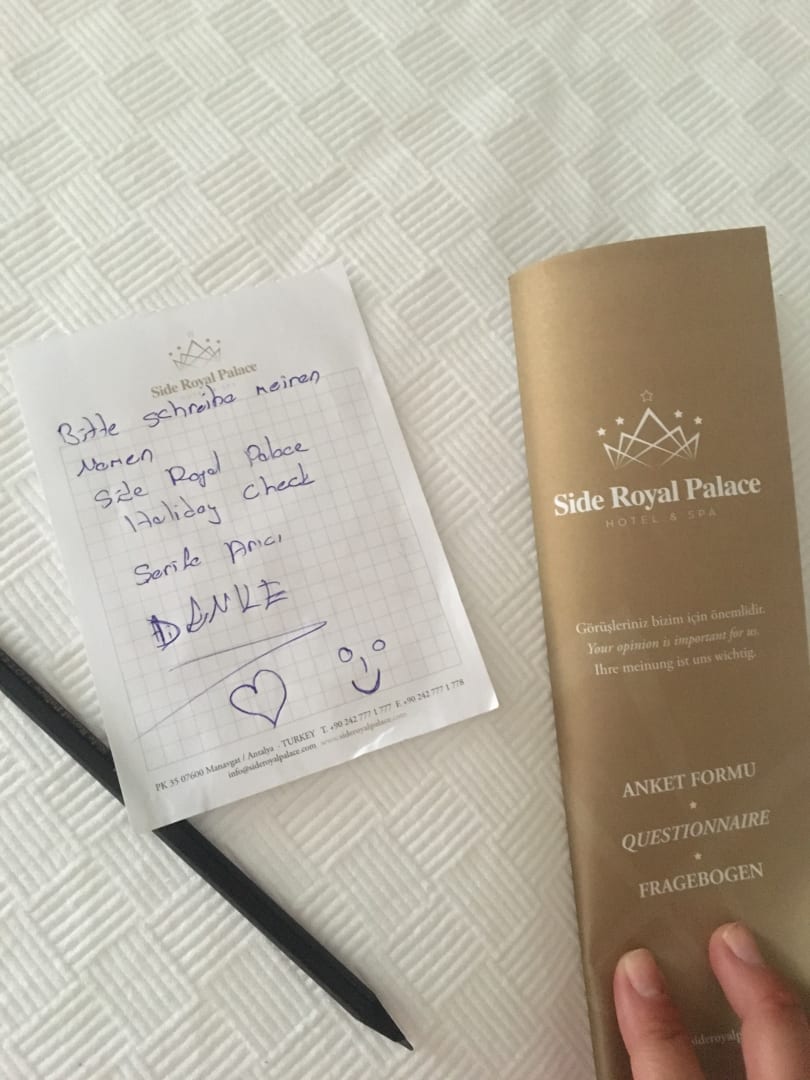 Side Royal Palace
Bitte schreibe meinen
Namen
Side Royal Palace
Holiday Check
Serife Arıcı
DANKE
PK 35 07600 Manavgat / Antalya - TURKEY T. +90 242 777 1 777 F. +90 242 777 1 778
info@sideroyalpalace.com www.sideroyalpalace.com
Side Royal Palace
HOTEL & SPA
Görüşleriniz bizim için önemlidir.
Your opinion is important for us.
Ihre meinung ist uns wichtig.
ANKET FORMU
QUESTIONNAIRE
FRAGEBOGEN